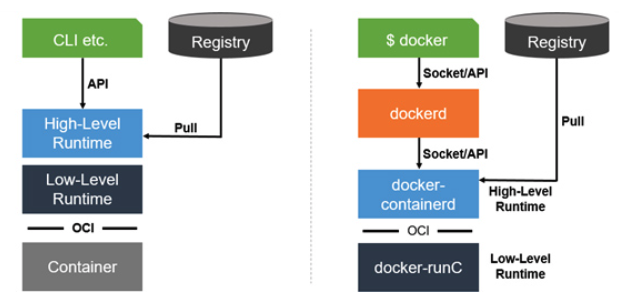 CLI etc.
Registry
API
High-Level
Runtime
Pull
Low-Level
Runtime
OCI
Container
$ docker
Registry
Socket/API
dockerd
Socket/API
Pull
docker-
containerd
High-Level
Runtime
OCI
docker-runC
Low-Level
Runtime